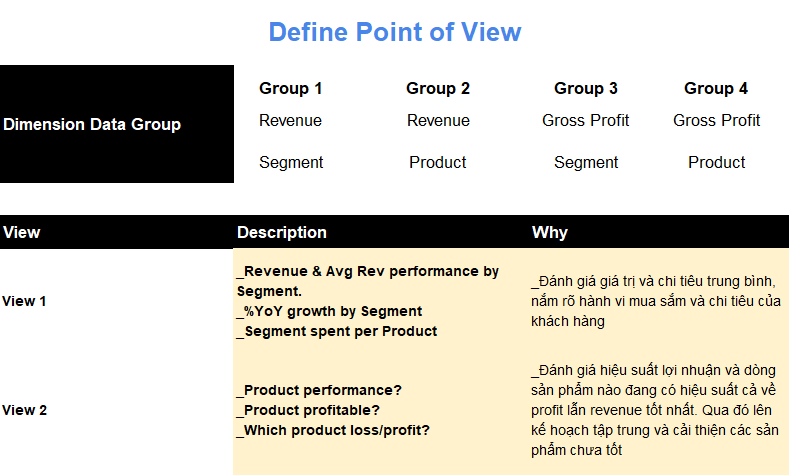 Define Point of View
Group 1 Group 2 Group 3 Group 4
Dimension Data Group
Revenue Revenue Gross Profit Gross Profit
Segment Product Segment Product
View Description Why
View 1
_Revenue & Avg Rev performance by
Segment.
_%YoY growth by Segment
_Segment spent per Product
_Đánh giá giá trị và chi tiêu trung bình,
nắm rõ hành vi mua sắm và chi tiêu của
khách hàng
View 2
_Product performance?
_Product profitable?
_Which product loss/profit?
_Đánh giá hiệu suất lợi nhuận và dòng
sản phẩm nào đang có hiệu suất cả về
profit lẫn revenue tốt nhất. Qua đó lên
kế hoạch tập trung và cải thiện các sản
phẩm chưa tốt